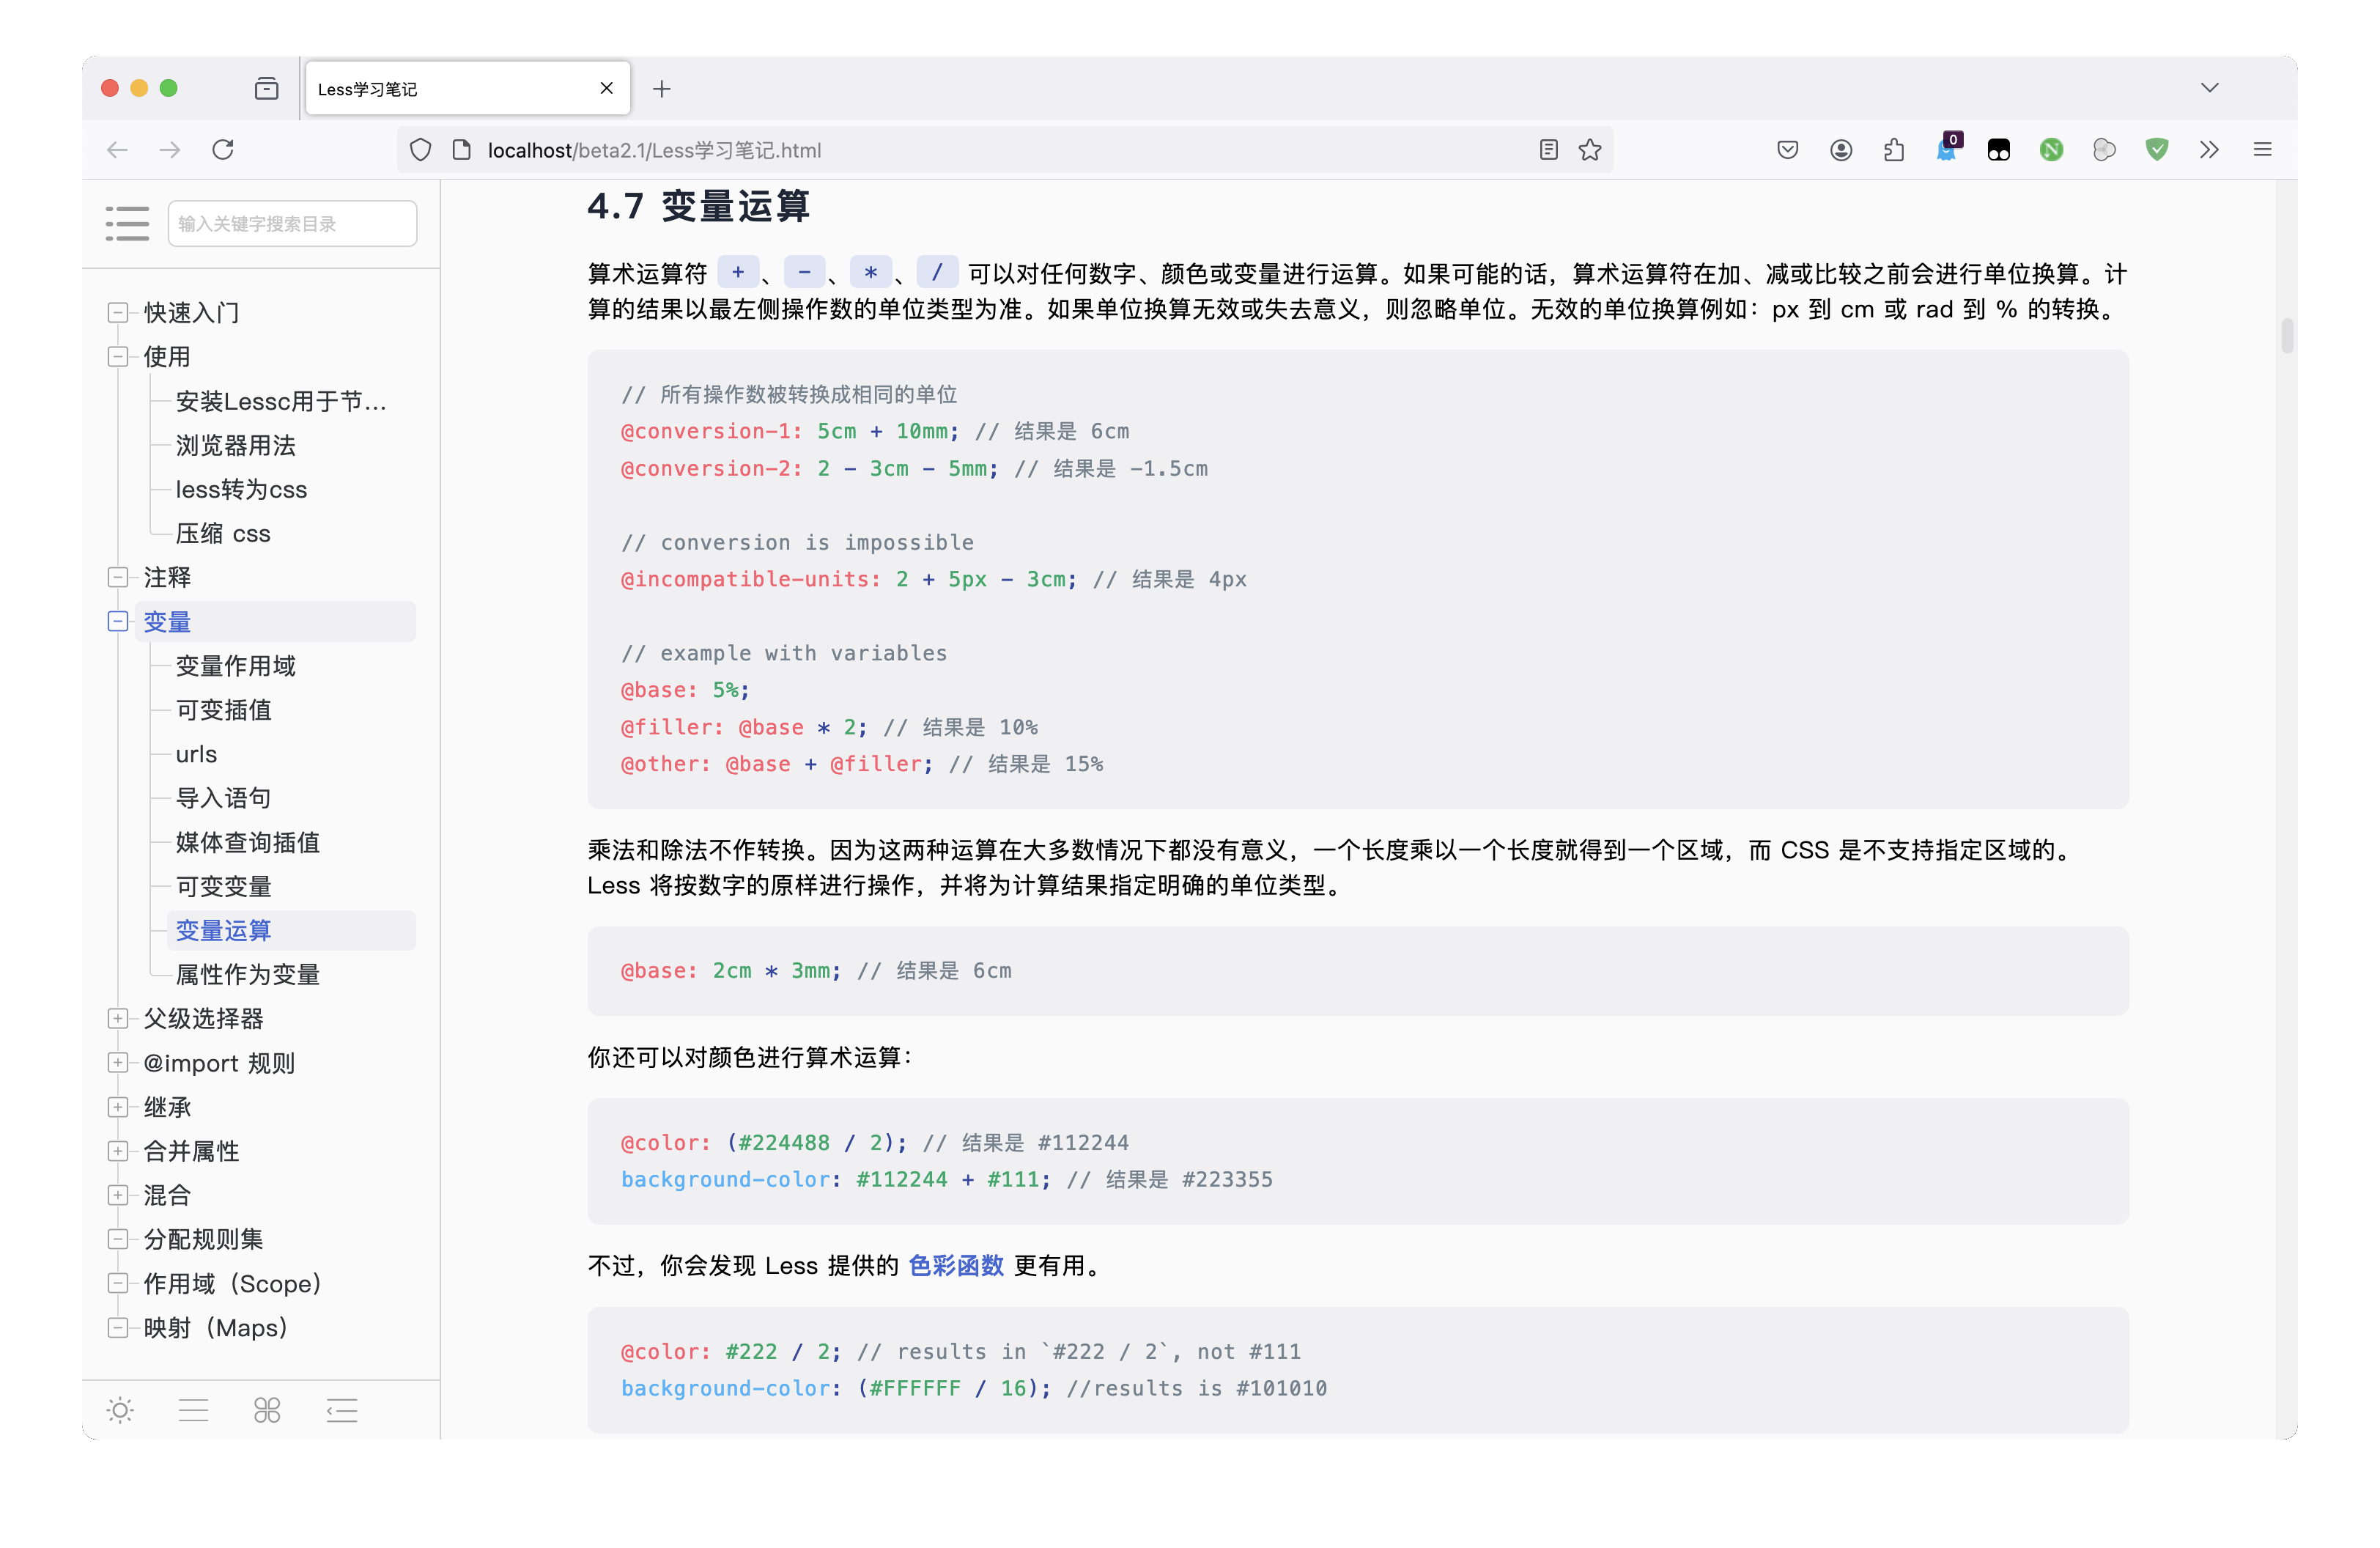 Less学习笔记
localhost/beta2.1/Less学习笔记.html
0
N
输入关键字搜索目录
快速入门
使用
安装Lessc用于节...
浏览器用法
less转为css
压缩 css
注释
变量
变量作用域
可变插值
urls
导入语句
媒体查询插值
可变变量
变量运算
属性作为变量
父级选择器
@import 规则
继承
合并属性
混合
分配规则集
作用域（Scope）
映射（Maps）
4.7 变量运算
算术运算符 + 、 - 、 * 、 / 可以对任何数字、颜色或变量进行运算。如果可能的话，算术运算符在加、减或比较之前会进行单位换算。计
算的结果以最左侧操作数的单位类型为准。如果单位换算无效或失去意义，则忽略单位。无效的单位换算例如：px 到 cm 或 rad 到 % 的转换。
// 所有操作数被转换成相同的单位
@conversion-1: 5cm + 10mm; // 结果是 6cm
@conversion-2: 2 - 3cm - 5mm; // 结果是 -1.5cm
// conversion is impossible
@incompatible-units: 2 + 5px - 3cm; // 结果是 4px
// example with variables
@base: 5%;
@filler: @base * 2; // 结果是 10%
@other: @base + @filler; // 结果是 15%
乘法和除法不作转换。因为这两种运算在大多数情况下都没有意义，一个长度乘以一个长度就得到一个区域，而 CSS 是不支持指定区域的。
Less 将按数字的原样进行操作，并将为计算结果指定明确的单位类型。
@base: 2cm * 3mm; // 结果是 6cm
你还可以对颜色进行算术运算：
@color: (#224488 / 2); // 结果是 #112244
background-color: #112244 + #111; // 结果是 #223355
不过，你会发现 Less 提供的 色彩函数 更有用。
@color: #222 / 2; // results in `#222 / 2`, not #111
background-color: (#FFFFFF / 16); //results is #101010